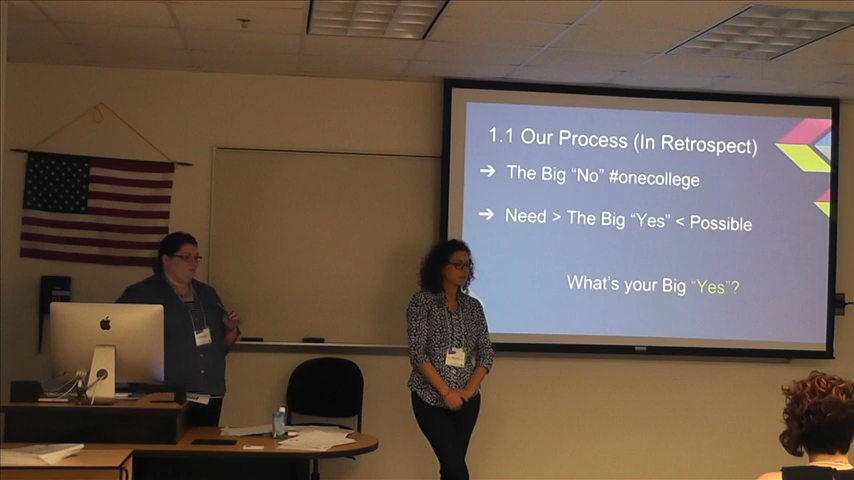 1.1 Our Process (In Retrospect)
➔ The Big “No” #onecollege
➔ Need > The Big “Yes” < Possible
What’s your Big “Yes”?